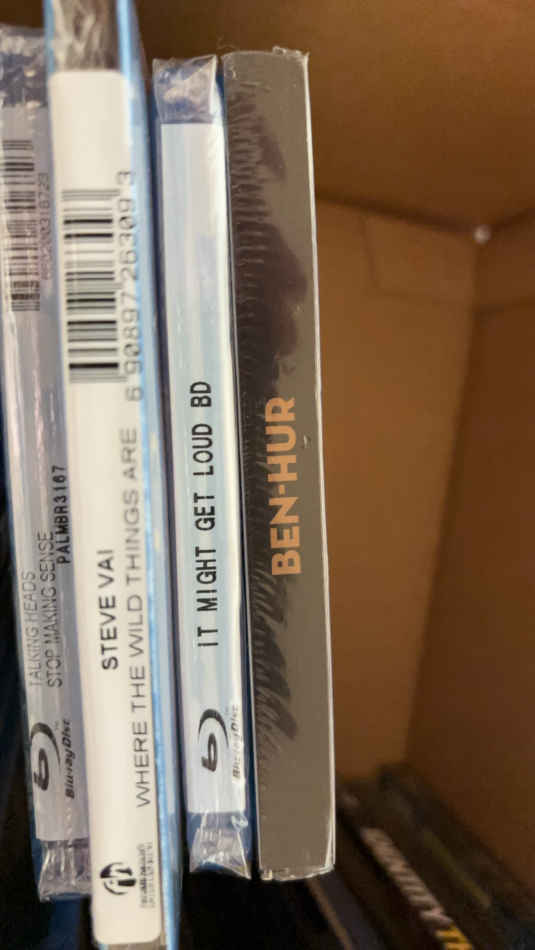 TALKING HEADS
STOP MAKING SENSE
PALMBR3167
Blu-ray Disc
STEVE VAI
WHERE THE WILD THINGS ARE
6 90897 26309 3
IT MIGHT GET LOUD BD
Blu-ray Disc
BEN-HUR